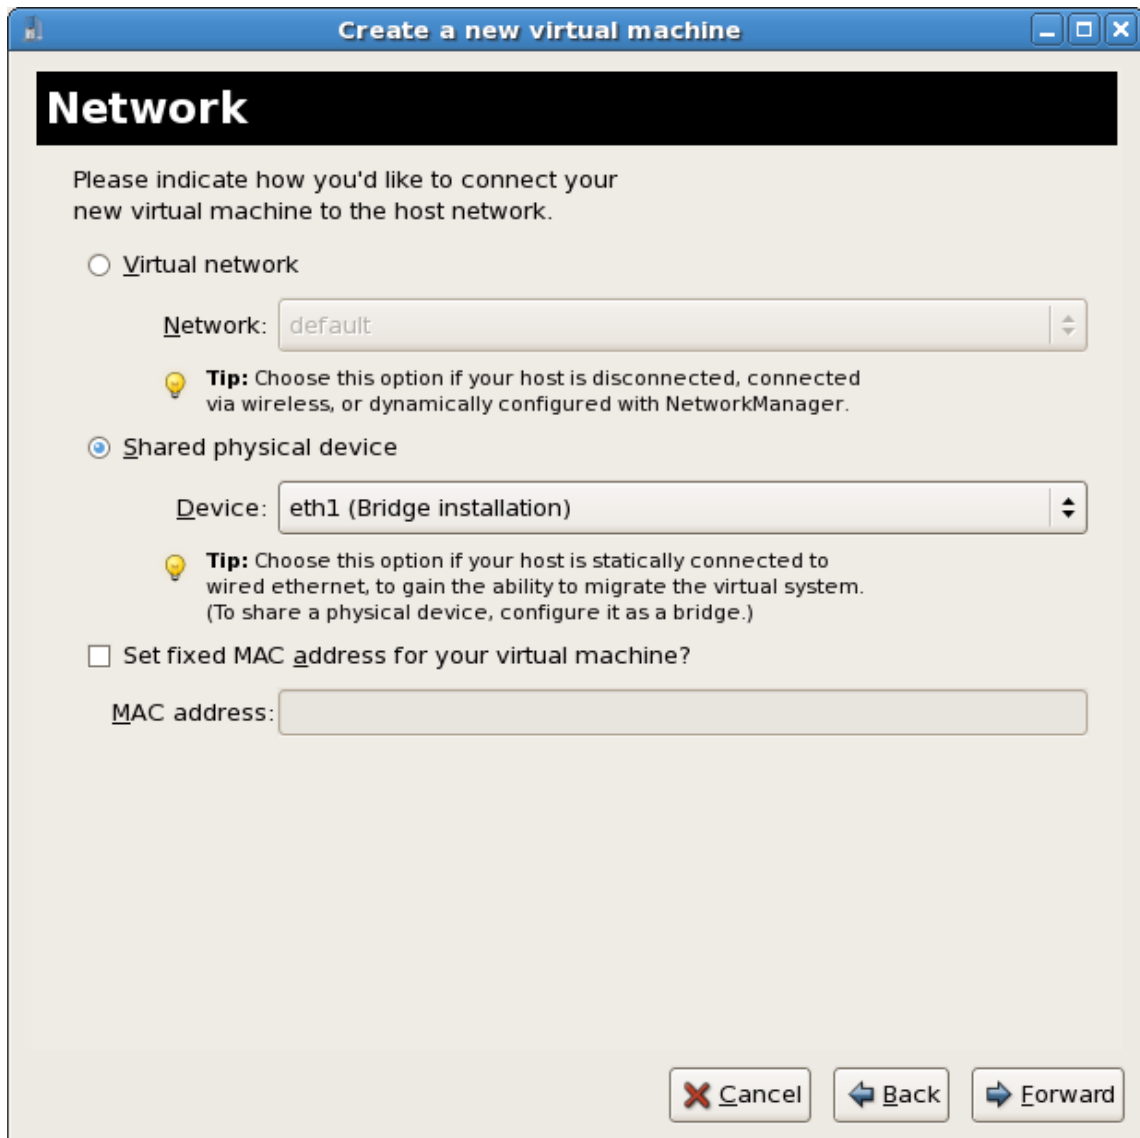 Create a new virtual machine
Network
Please indicate how you'd like to connect your
new virtual machine to the host network.
Virtual network
Network: default
Tip: Choose this option if your host is disconnected, connected
via wireless, or dynamically configured with NetworkManager.
Shared physical device
Device: eth1 (Bridge installation)
Tip: Choose this option if your host is statically connected to
wired ethernet, to gain the ability to migrate the virtual system.
(To share a physical device, configure it as a bridge.)
Set fixed MAC address for your virtual machine?
MAC address:
Cancel Back Forward